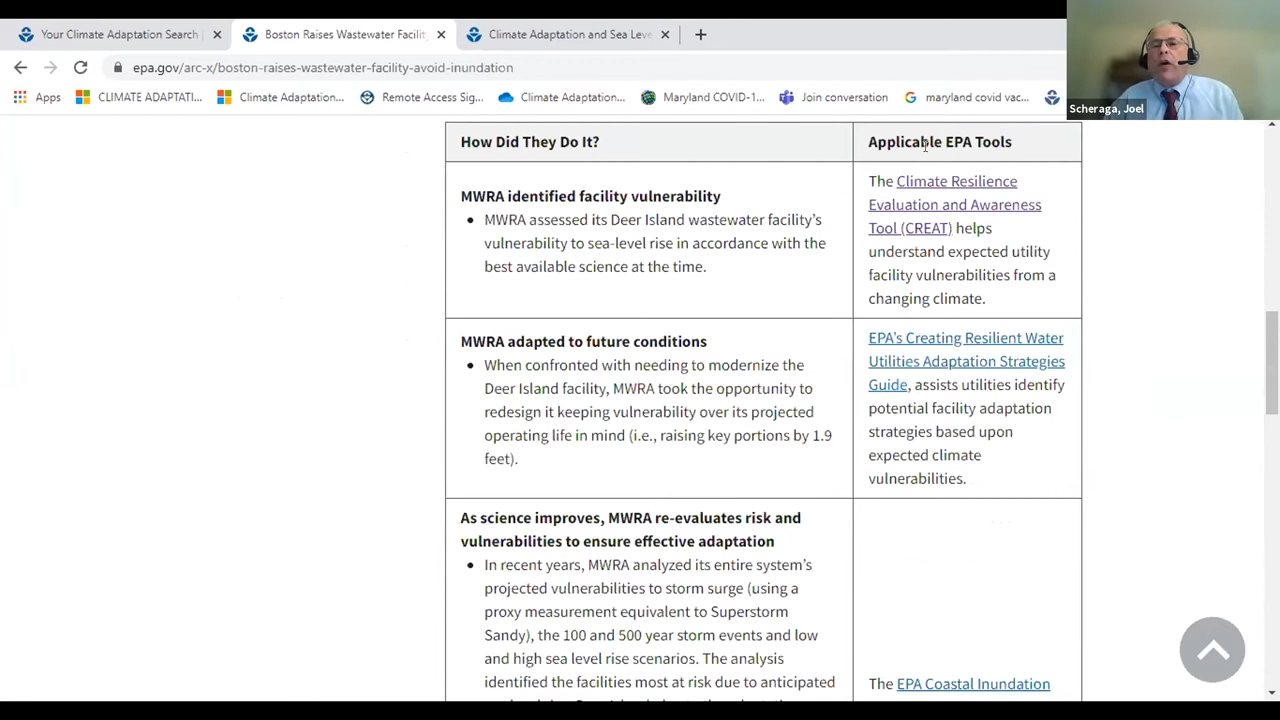 Your Climate Adaptation Search
Boston Raises Wastewater Facility
Climate Adaptation and Sea Leve
epa.gov/arc-x/boston-raises-wastewater-facility-avoid-inundation
Apps
CLIMATE ADAPTATI...
Climate Adaptation...
Remote Access Sig...
Climate Adaptation...
Maryland COVID-1...
Join conversation
maryland covid vac...
Scheraga, Joel
How Did They Do It?
Applicable EPA Tools
MWRA identified facility vulnerability
• MWRA assessed its Deer Island wastewater facility's
vulnerability to sea-level rise in accordance with the
best available science at the time.
The Climate Resilience
Evaluation and Awareness
Tool (CREAT) helps
understand expected utility
facility vulnerabilities from a
changing climate.
MWRA adapted to future conditions
• When confronted with needing to modernize the
Deer Island facility, MWRA took the opportunity to
redesign it keeping vulnerability over its projected
operating life in mind (i.e., raising key portions by 1.9
feet).
EPA's Creating Resilient Water
Utilities Adaptation Strategies
Guide, assists utilities identify
potential facility adaptation
strategies based upon
expected climate
vulnerabilities.
As science improves, MWRA re-evaluates risk and
vulnerabilities to ensure effective adaptation
• In recent years, MWRA analyzed its entire system's
projected vulnerabilities to storm surge (using a
proxy measurement equivalent to Superstorm
Sandy), the 100 and 500 year storm events and low
and high sea level rise scenarios. The analysis
identified the facilities most at risk due to anticipated
The EPA Coastal Inundation